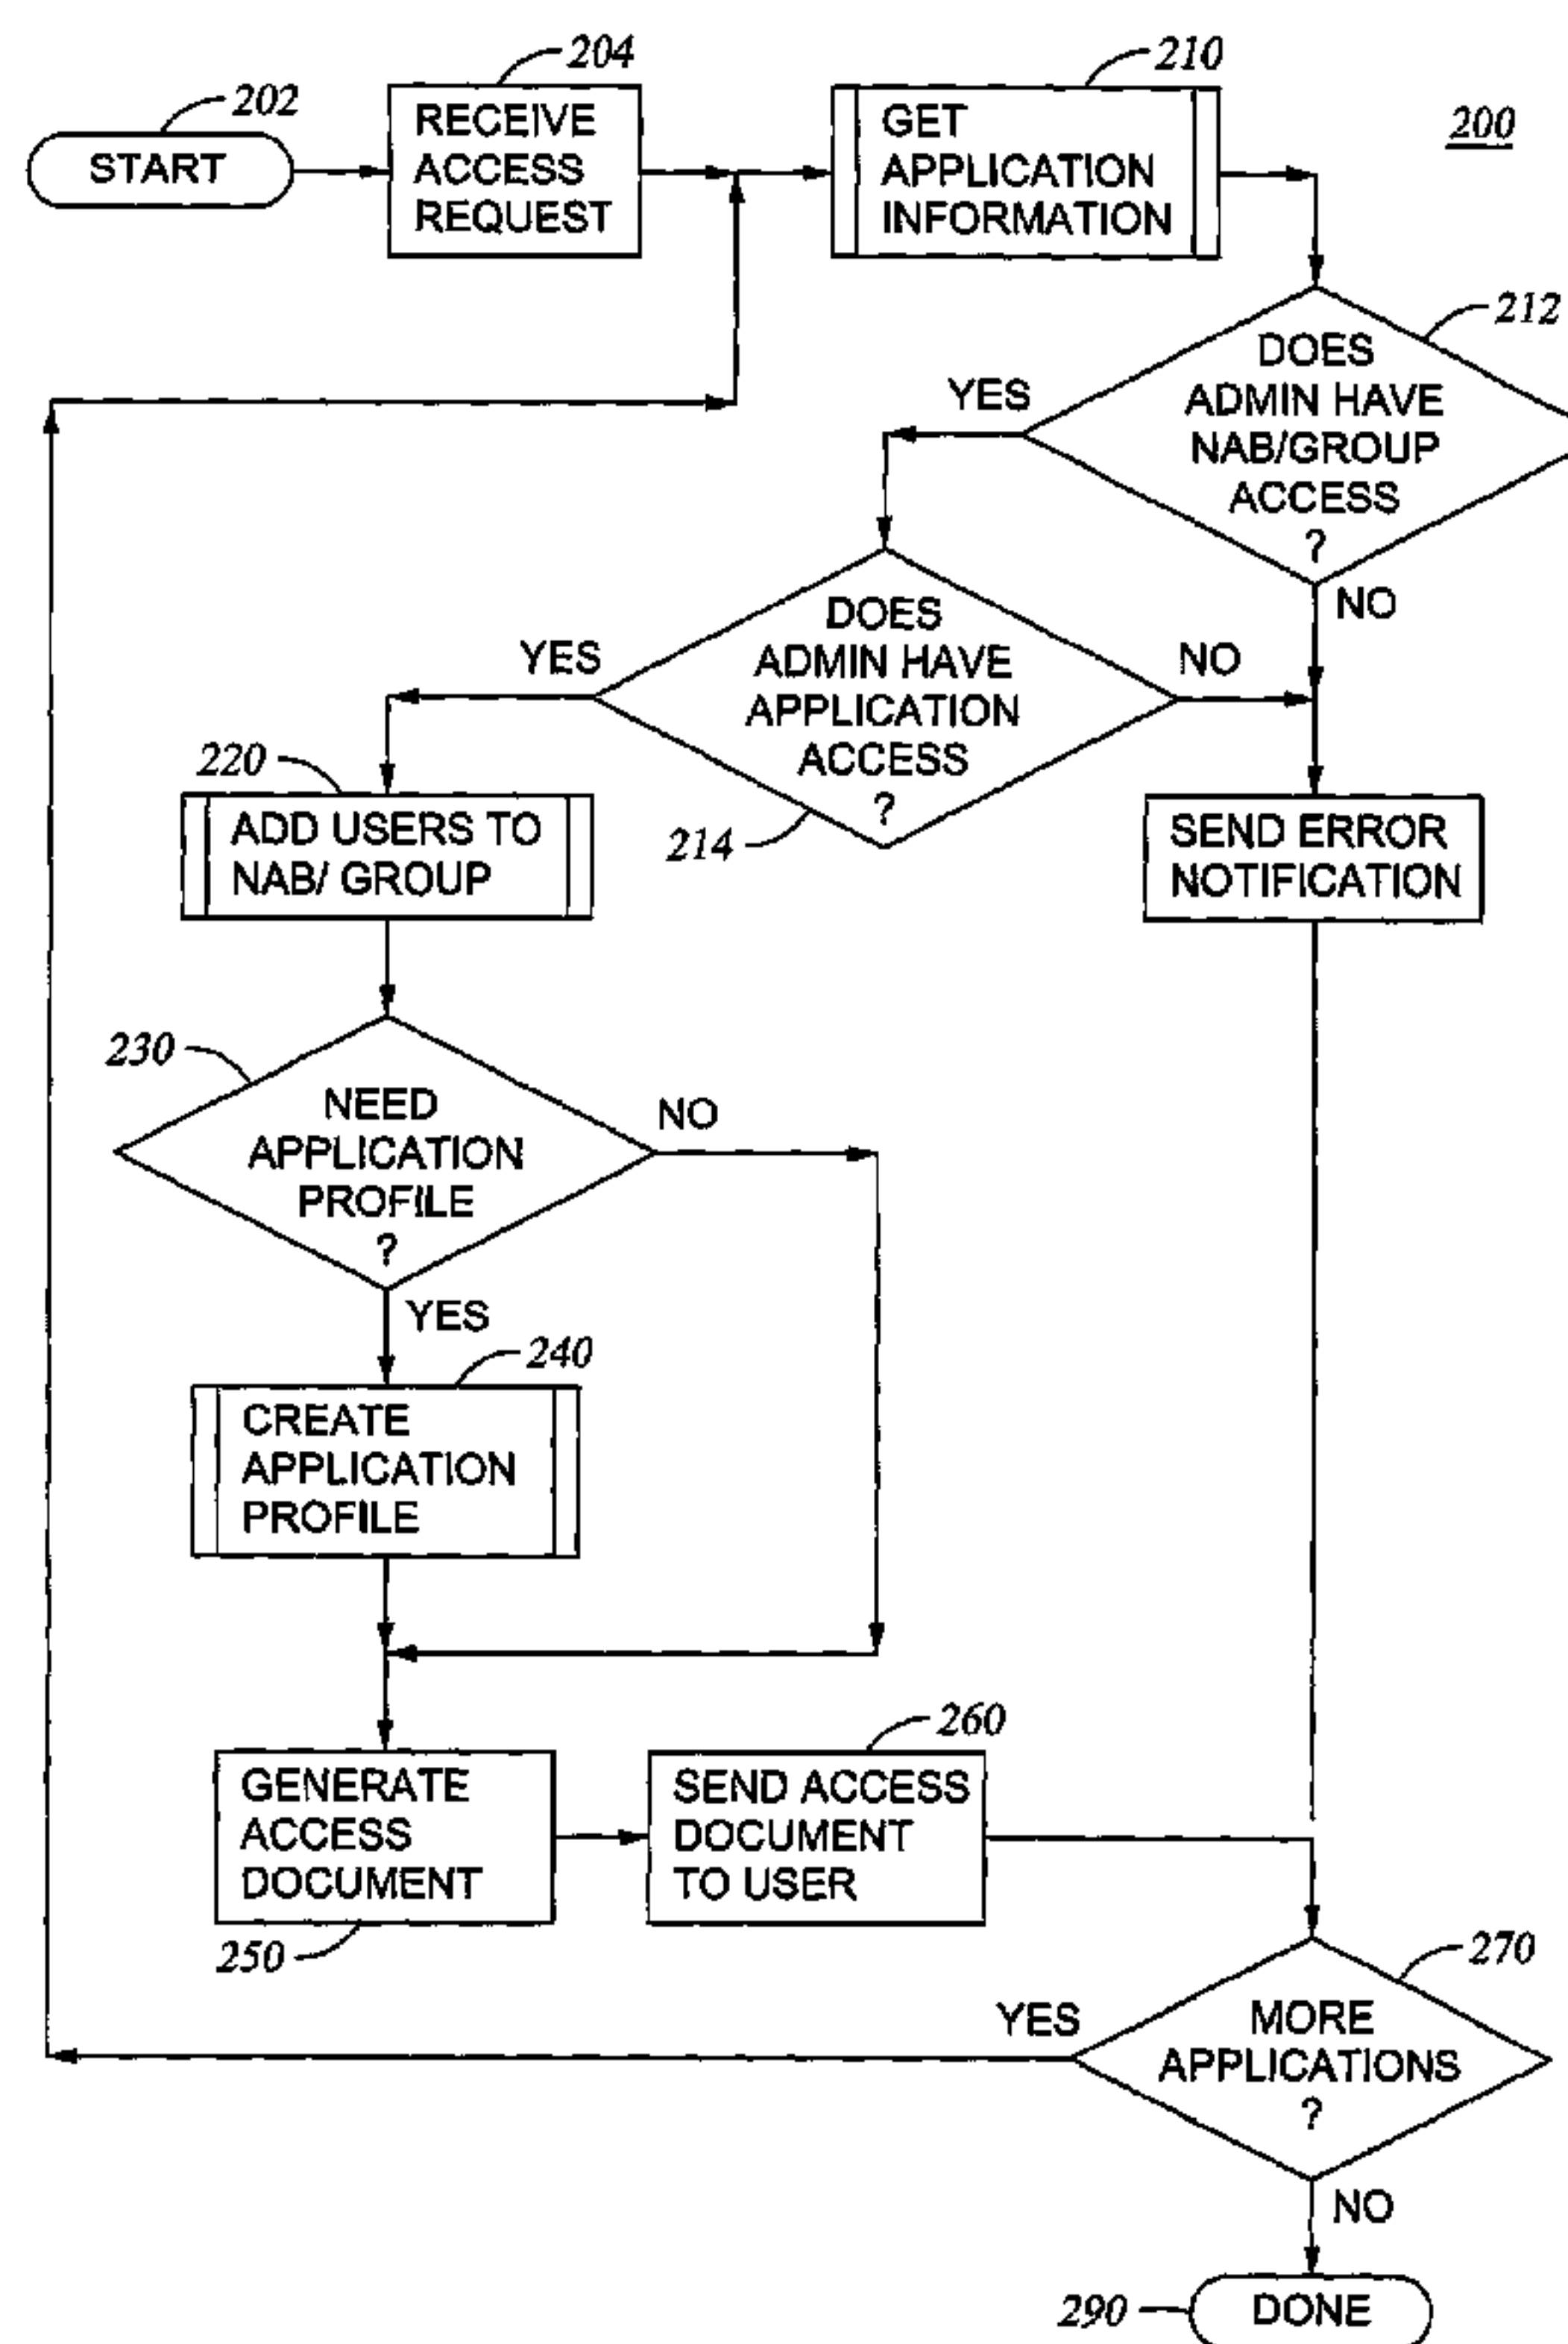 204
210
202
200
START
RECEIVE
ACCESS
REQUEST
GET
APPLICATION
INFORMATION
212
DOES
ADMIN HAVE
NAB/GROUP
ACCESS
?
YES
NO
DOES
ADMIN HAVE
APPLICATION
ACCESS
?
YES
NO
214
220
ADD USERS TO
NAB/ GROUP
SEND ERROR
NOTIFICATION
230
NEED
APPLICATION
PROFILE
?
NO
YES
240
CREATE
APPLICATION
PROFILE
GENERATE
ACCESS
DOCUMENT
250
260
SEND ACCESS
DOCUMENT
TO USER
270
MORE
APPLICATIONS
?
YES
NO
290
DONE